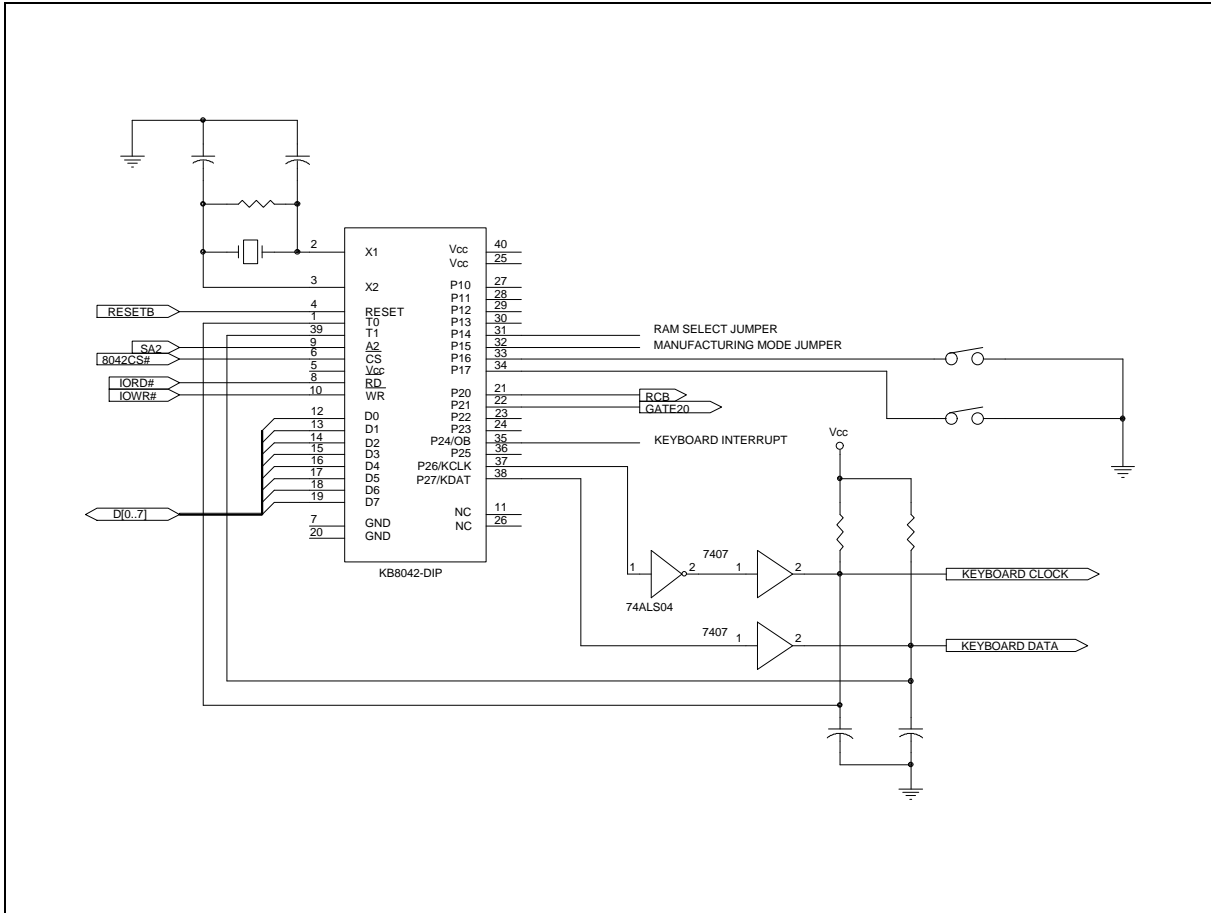 2 X1
3 X2
RESETB 4 RESET
1 T0
39 T1
SA2 9 A2
8042CS# 6 CS
5 Vcc
IORD# 8 RD
IOWR# 10 WR
12 D0
13 D1
14 D2
15 D3
16 D4
17 D5
18 D6
19 D7
D[0..7]
7 GND
20 GND
Vcc 40
Vcc 25
P10 27
P11 28
P12 29
P13 30
P14 31 RAM SELECT JUMPER
P15 32 MANUFACTURING MODE JUMPER
P16 33
P17 34
P20 21 RCB
P21 22 GATE20
P22 23
P23 24
P24/OB 35 KEYBOARD INTERRUPT
P25 36
P26/KCLK 37
P27/KDAT 38
NC 11
NC 26
KB8042-DIP
Vcc
1 2
74ALS04
7407
1 2
KEYBOARD CLOCK
7407
1 2
KEYBOARD DATA